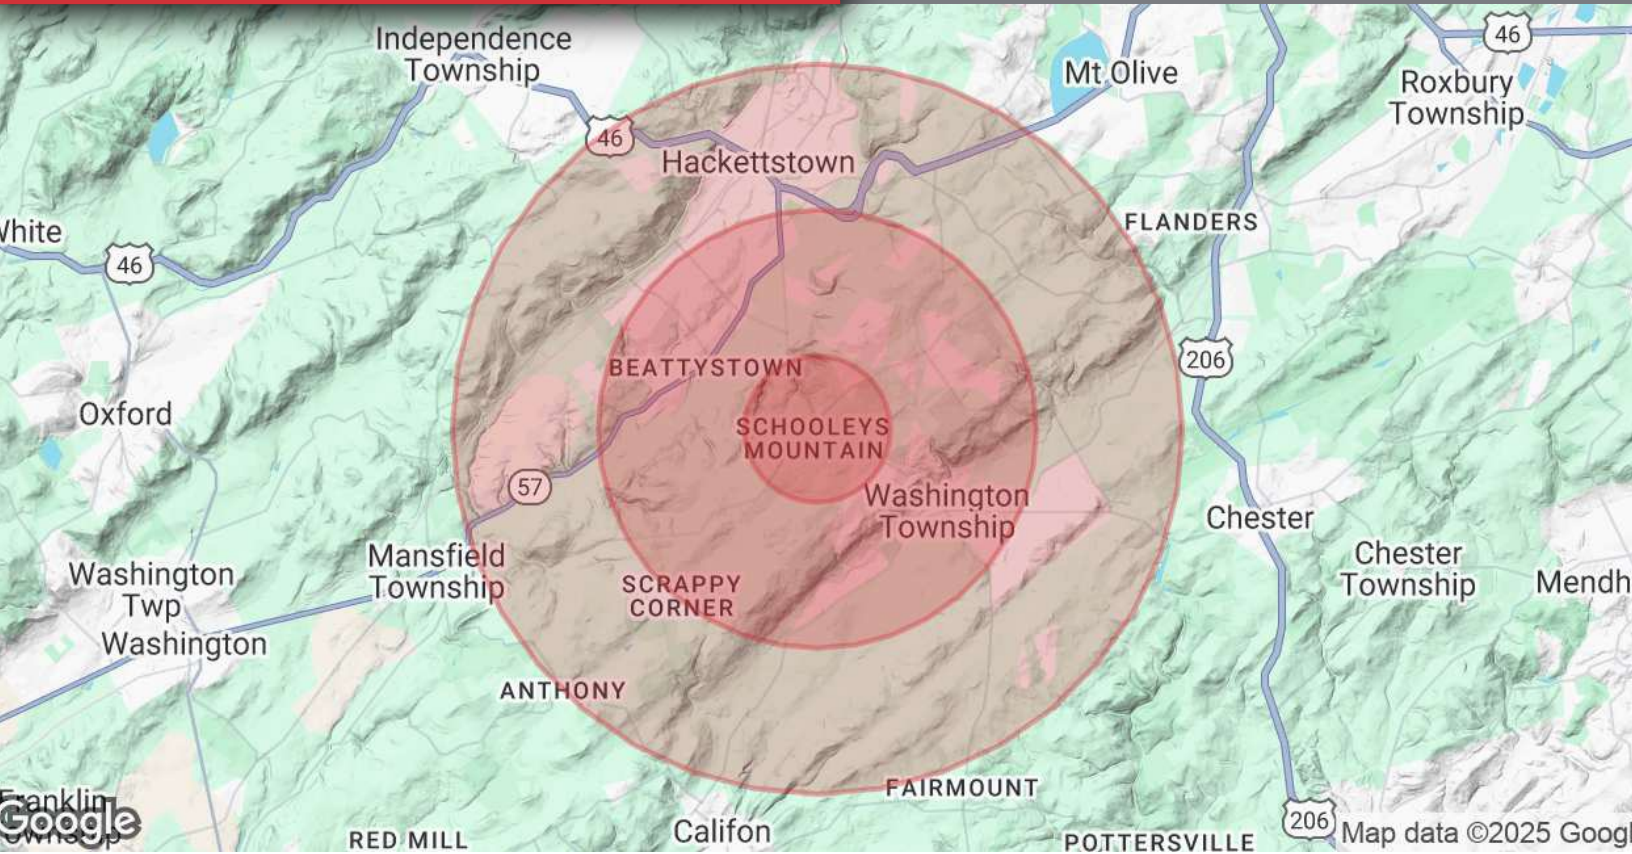 Independence
Township
46
Mt Olive
Roxbury
Township
46
Hackettstown
White
46
FLANDERS
206
BEATTYSTOWN
Oxford
SCHOOLEYS
MOUNTAIN
57
Washington
Township
Chester
Mansfield
Township
Chester
Township
Mendh
Washington
Twp
SCRAPPY
CORNER
Washington
ANTHONY
FAIRMOUNT
Franklin
Google
RED MILL
Califon
POTTERSVILLE
206
Map data ©2025 Googl